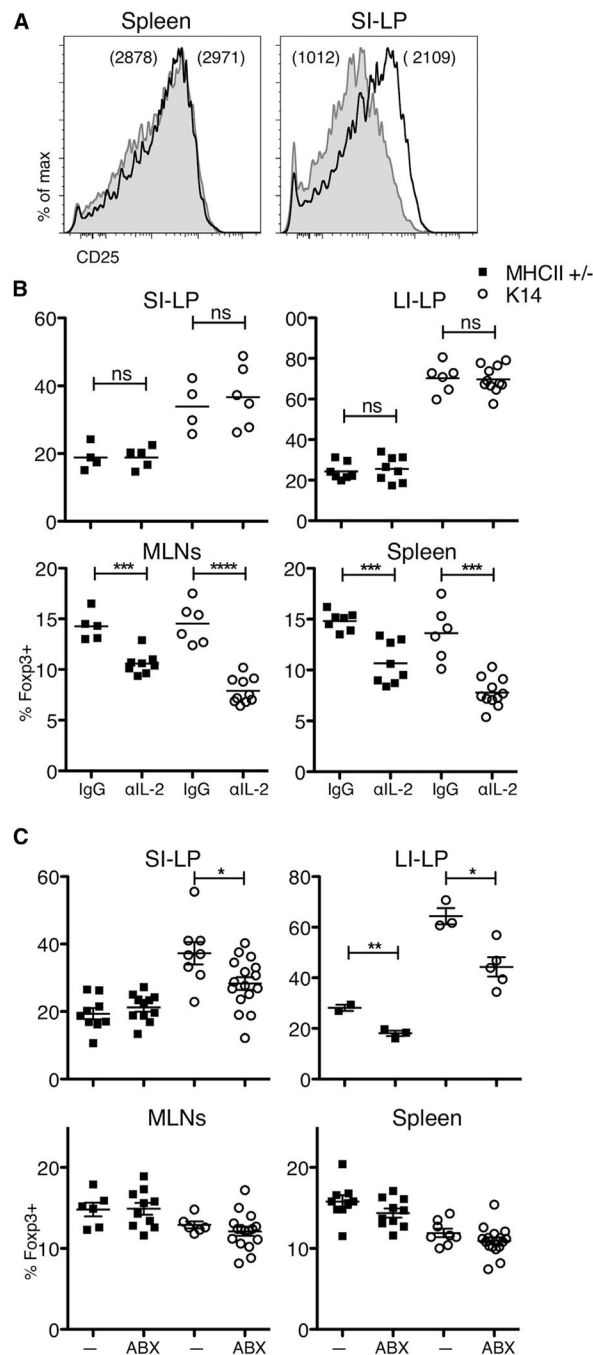 A
Spleen
SI-LP
(2878)
(2971)
(1012)
( 2109)
% of max
CD25
MHCII +/-
K14
B
SI-LP
LI-LP
60
40
20
0
ns
ns
00
80
60
40
20
0
ns
ns
MLNs
Spleen
% Foxp3+
20
15
10
5
0
***
****
20
15
10
5
0
***
***
IgG αIL-2 IgG αIL-2
IgG αIL-2 IgG αIL-2
C
SI-LP
LI-LP
60
40
20
0
*
80
60
40
20
0
**
*
MLNs
Spleen
% Foxp3+
20
10
0
20
10
0
— ABX — ABX
— ABX — ABX